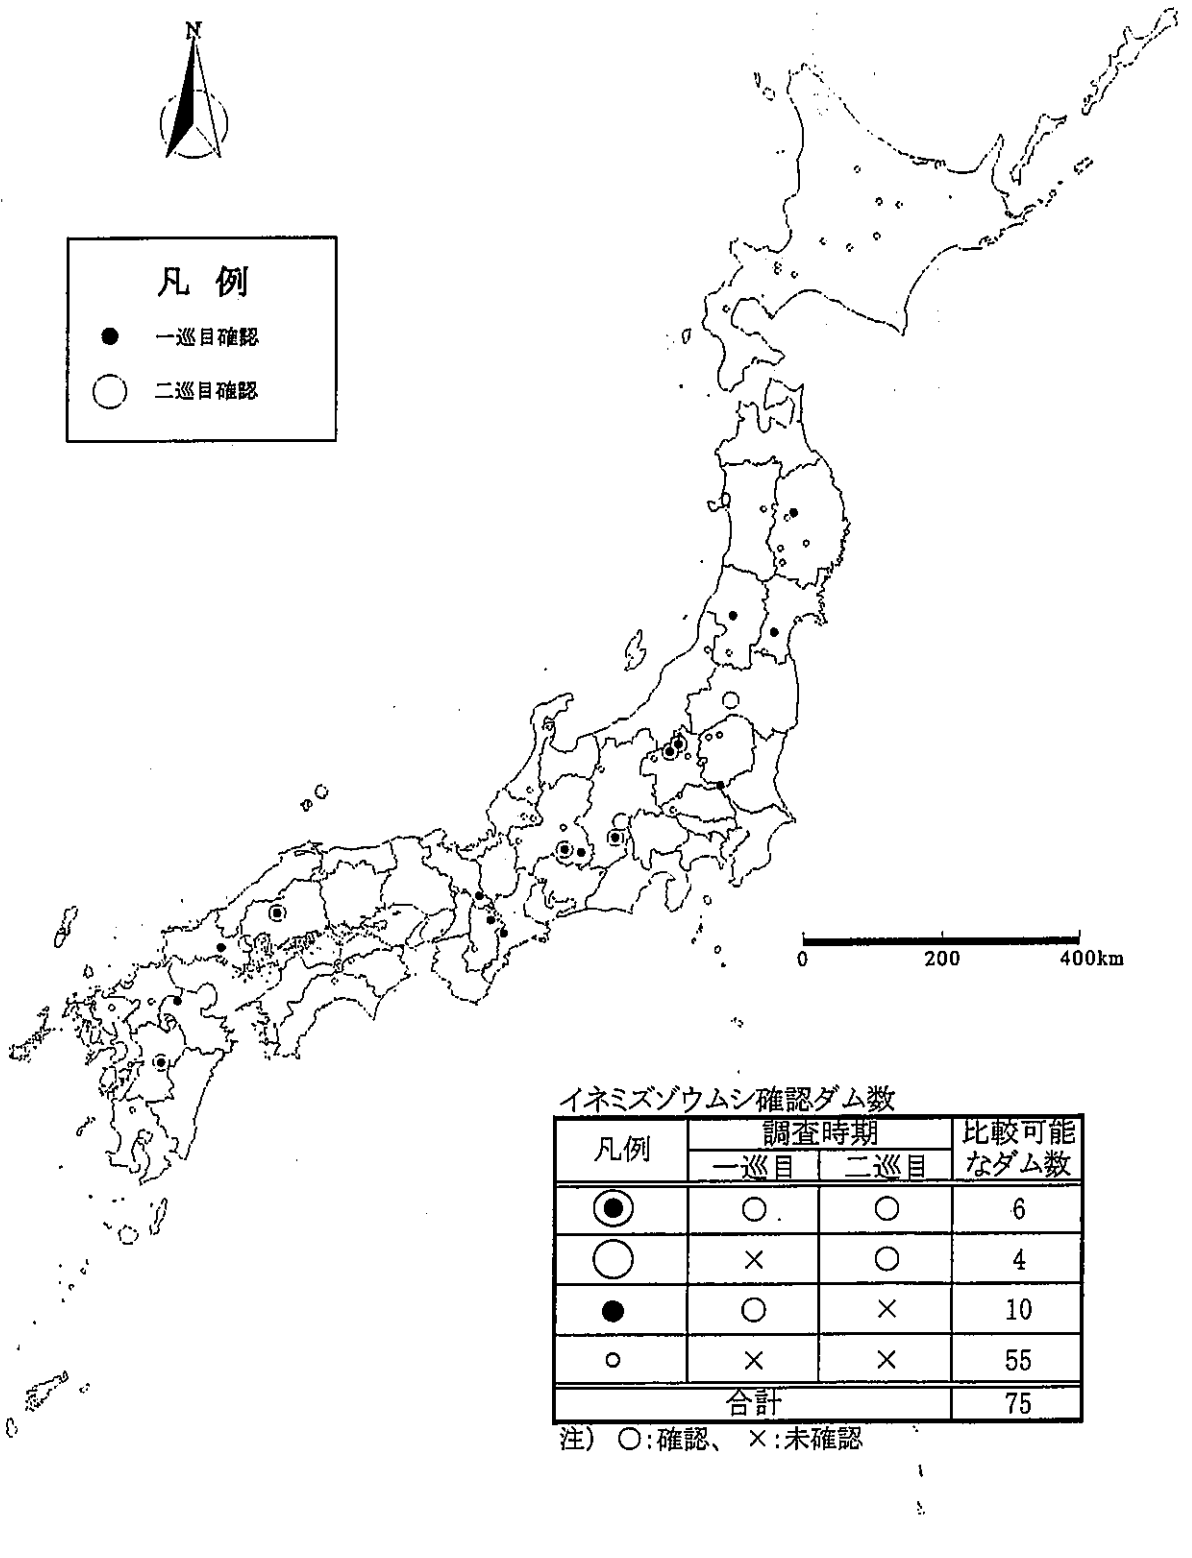 N
凡 例
● 一巡目確認
○ 二巡目確認
0 200 400km
イネミズゾウムシ確認ダム数
凡例 調査時期 比較可能
一巡目 二巡目 なダム数
◉ ○ ○ 6
○ × ○ 4
● ○ × 10
○ × × 55
合計 75
注) ○:確認、 ×:未確認